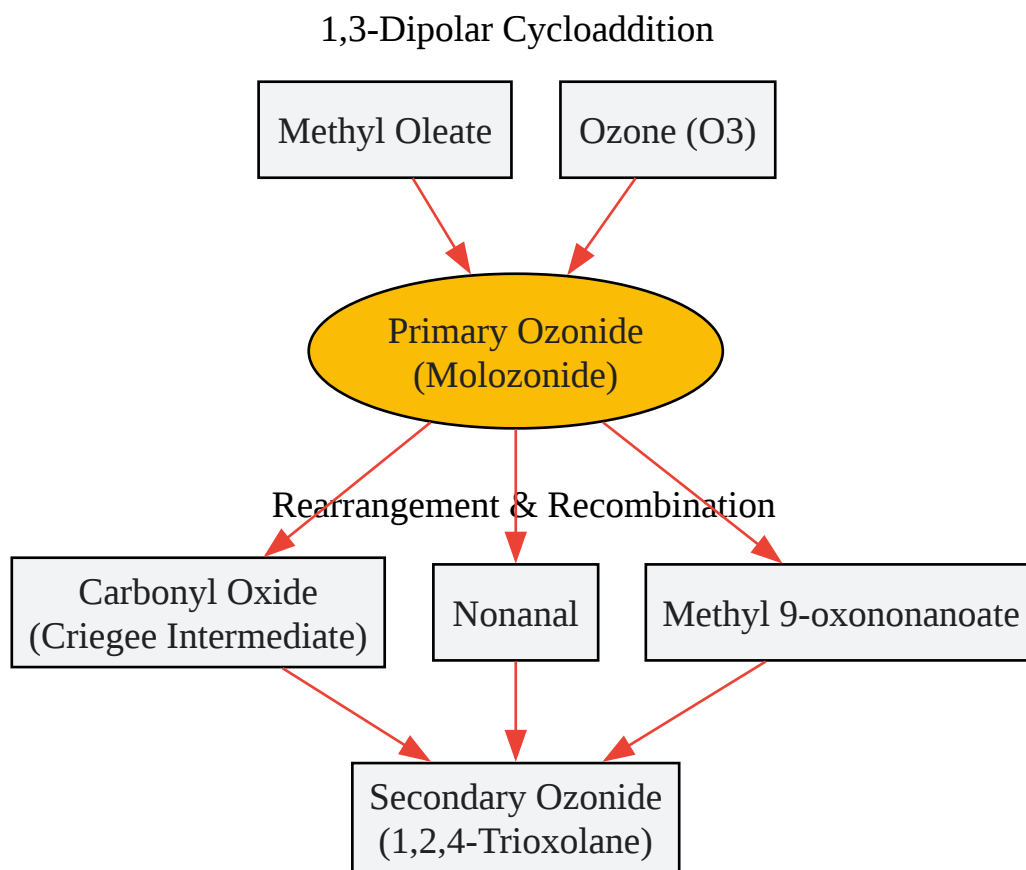 1,3-Dipolar Cycloaddition
Methyl Oleate
Ozone (O3)
Primary Ozonide
(Molozonide)
Rearrangement & Recombination
Carbonyl Oxide
(Criegee Intermediate)
Nonanal
Methyl 9-oxononanoate
Secondary Ozonide
(1,2,4-Trioxolane)